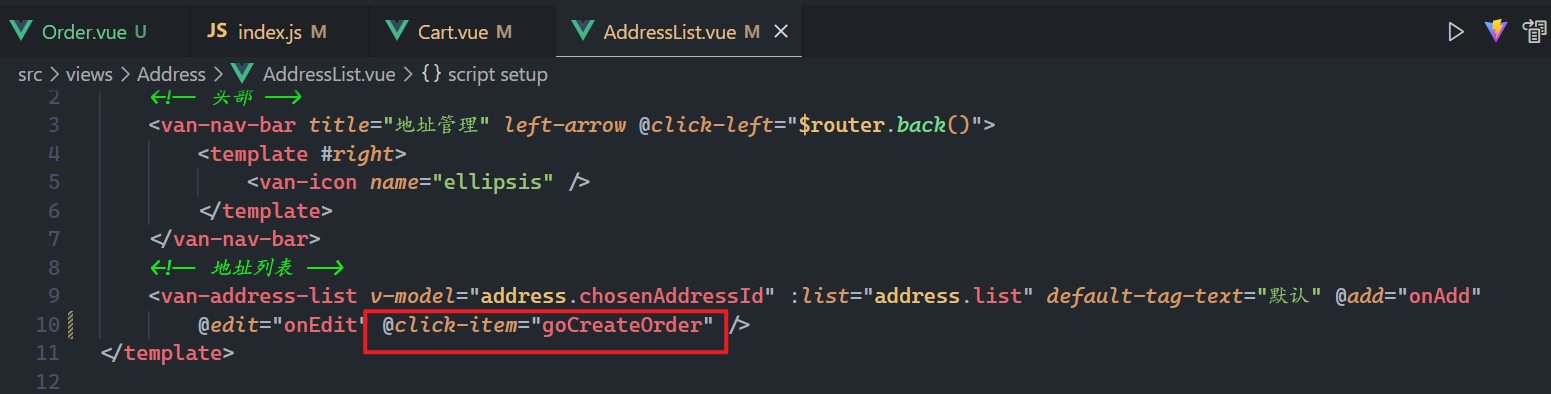 Order.vue U JS index.js M Cart.vue M AddressList.vue M
src > views > Address > AddressList.vue > {} script setup
2 <!-- 头部 -->
3 <van-nav-bar title="地址管理" left-arrow @click-left="$router.back()">
4 <template #right>
5 <van-icon name="ellipsis" />
6 </template>
7 </van-nav-bar>
8 <!-- 地址列表 -->
9 <van-address-list v-model="address.chosenAddressId" :list="address.list" default-tag-text="默认" @add="onAdd"
10 @edit="onEdit" @click-item="goCreateOrder" />
11 </template>
12